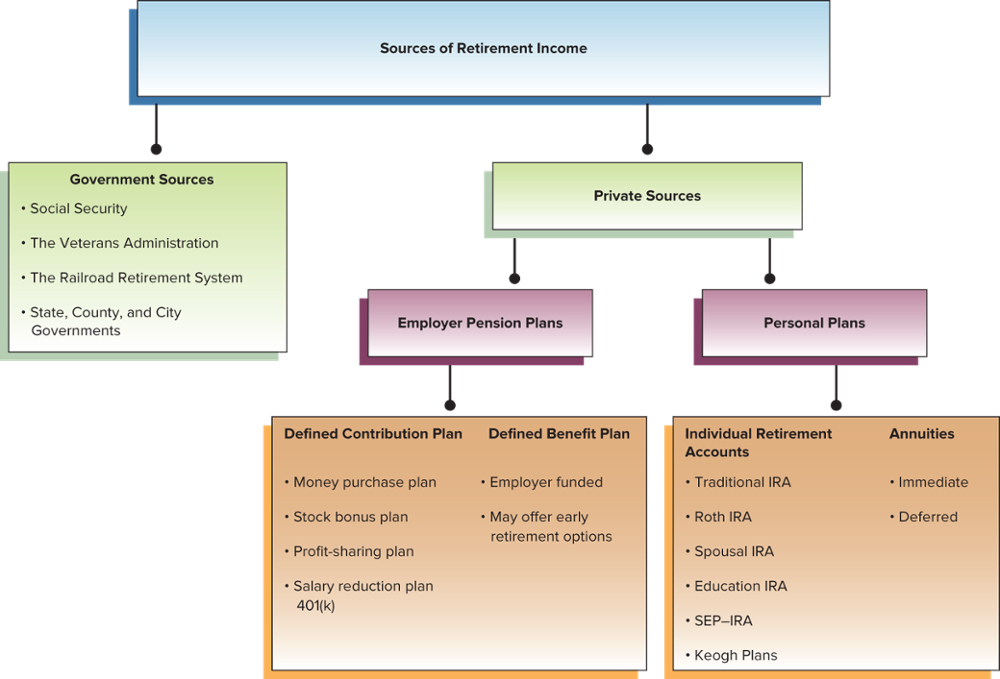 Sources of Retirement Income
Government Sources
• Social Security
• The Veterans Administration
• The Railroad Retirement System
• State, County, and City
Governments
Private Sources
Employer Pension Plans
Personal Plans
Defined Contribution Plan
• Money purchase plan
• Stock bonus plan
• Profit-sharing plan
• Salary reduction plan
401(k)
Defined Benefit Plan
• Employer funded
• May offer early
retirement options
Individual Retirement
Accounts
• Traditional IRA
• Roth IRA
• Spousal IRA
• Education IRA
• SEP–IRA
• Keogh Plans
Annuities
• Immediate
• Deferred